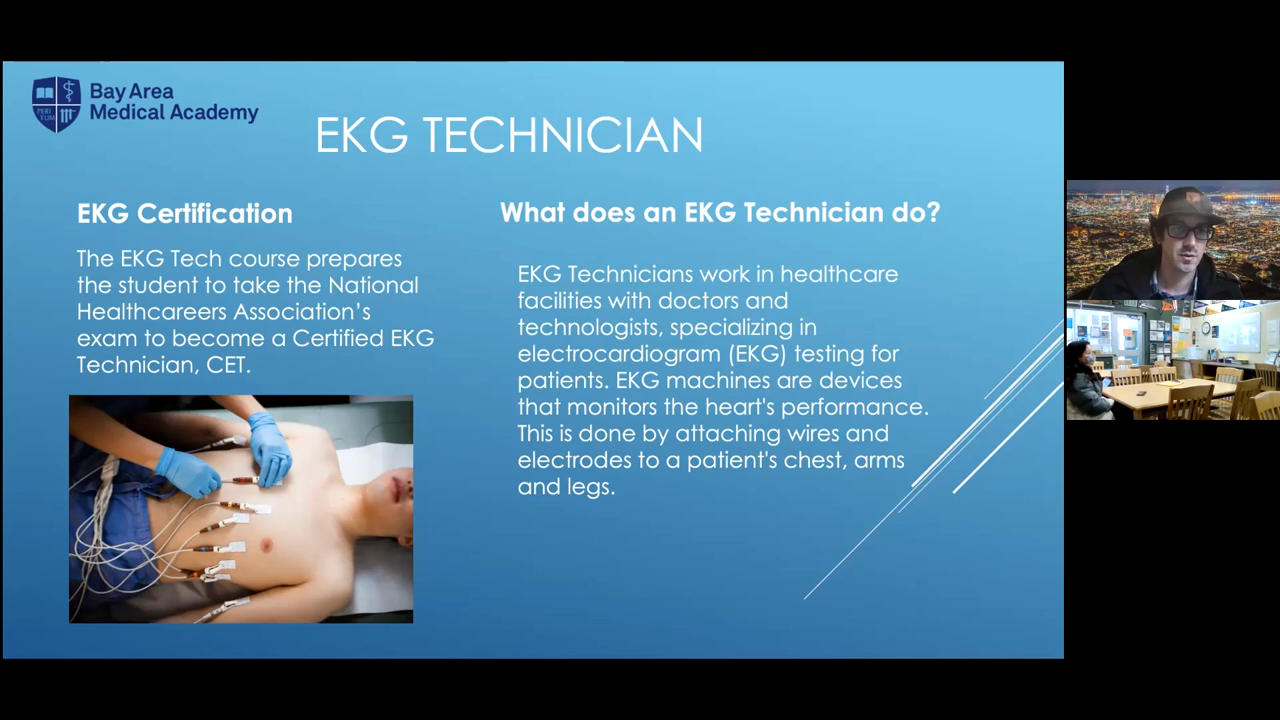 Bay Area
Medical Academy
EKG TECHNICIAN
EKG Certification
The EKG Tech course prepares
the student to take the National
Healthcareers Association's
exam to become a Certified EKG
Technician, CET.
What does an EKG Technician do?
EKG Technicians work in healthcare
facilities with doctors and
technologists, specializing in
electrocardiogram (EKG) testing for
patients. EKG machines are devices
that monitors the heart's performance.
This is done by attaching wires and
electrodes to a patient's chest, arms
and legs.